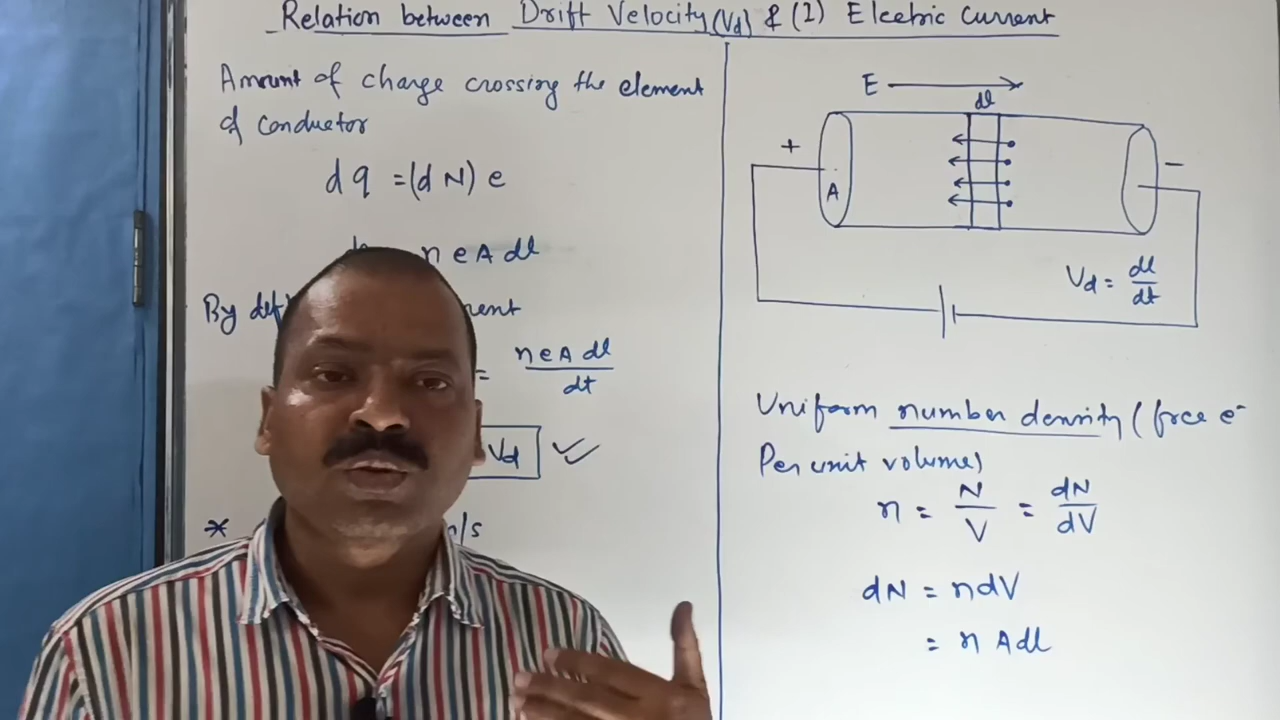 Relation between Drift Velocity (Vd) & (I) Electric Current
Amount of charge crossing the element
of conductor
dq = (dN) e
n e A dl
By
= n e A dl / dt
Vd
*
E
dl
+
−
A
Vd = dl / dt
Uniform number density (free e⁻
Per unit volume)
n = N / V = dN / dV
dN = n dV
= n A dl